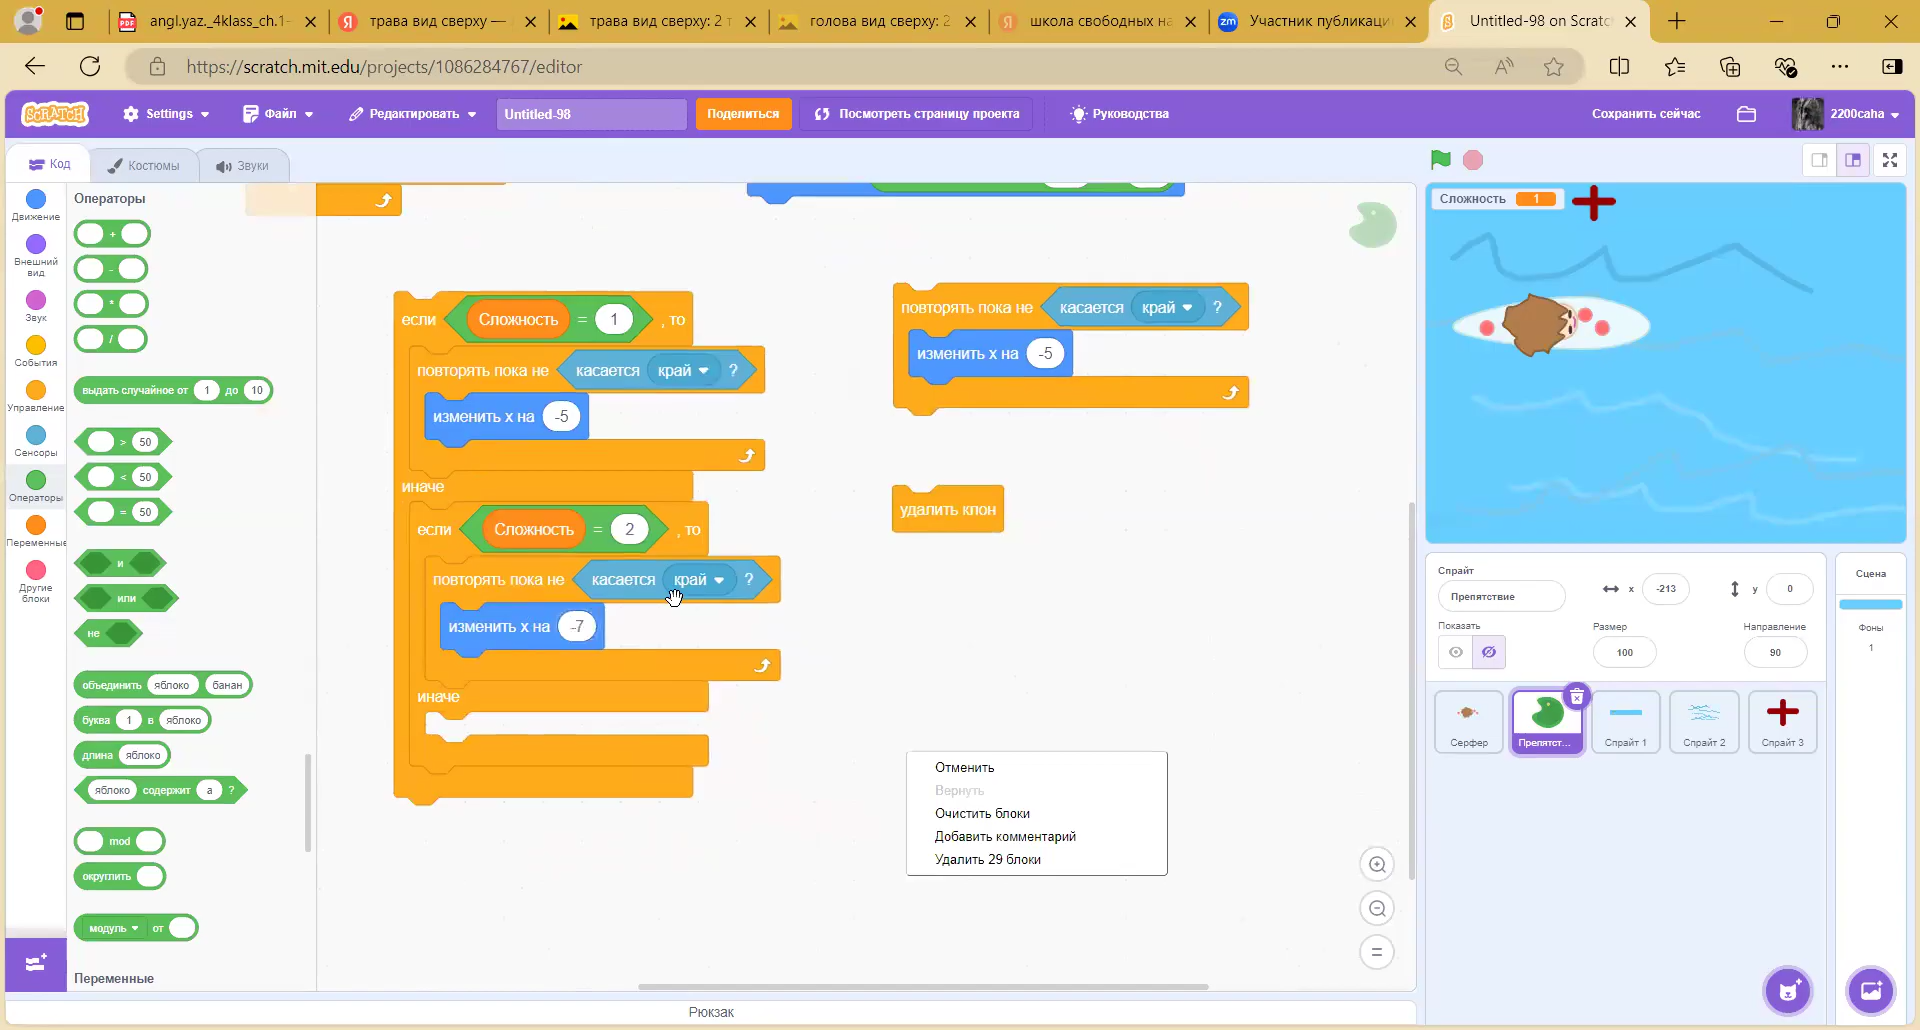 angl.yaz._4klass_ch.1-
трава вид сверху —
трава вид сверху: 2 т
голова вид сверху: 2
школа свободных на
Участник публикаци
Untitled-98 on Scratc
https://scratch.mit.edu/projects/1086284767/editor
SCRATCH
Settings
Файл
Редактировать
Untitled-98
Поделиться
Посмотреть страницу проекта
Руководства
Сохранить сейчас
2200caha
Код
Костюмы
Звуки
Движение
Внешний вид
Звук
События
Управление
Сенсоры
Операторы
Переменные
Другие блоки
Операторы
+
-
*
/
выдать случайное от 1 до 10
> 50
< 50
= 50
и
или
не
объединить яблоко банан
буква 1 в яблоко
длина яблоко
яблоко содержит а ?
mod
округлить
модуль от
Переменные
если Сложность = 1 , то
повторять пока не касается край ?
изменить x на -5
иначе
если Сложность = 2 , то
повторять пока не касается край ?
изменить x на -7
иначе
повторять пока не касается край ?
изменить x на -5
удалить клон
Отменить
Вернуть
Очистить блоки
Добавить комментарий
Удалить 29 блоки
Рюкзак
Сложность 1
Спрайт
Препятствие
x -213
y 0
Показать
Размер
100
Направление
90
Серфер
Препятст...
Спрайт 1
Спрайт 2
Спрайт 3
Сцена
Фоны
1